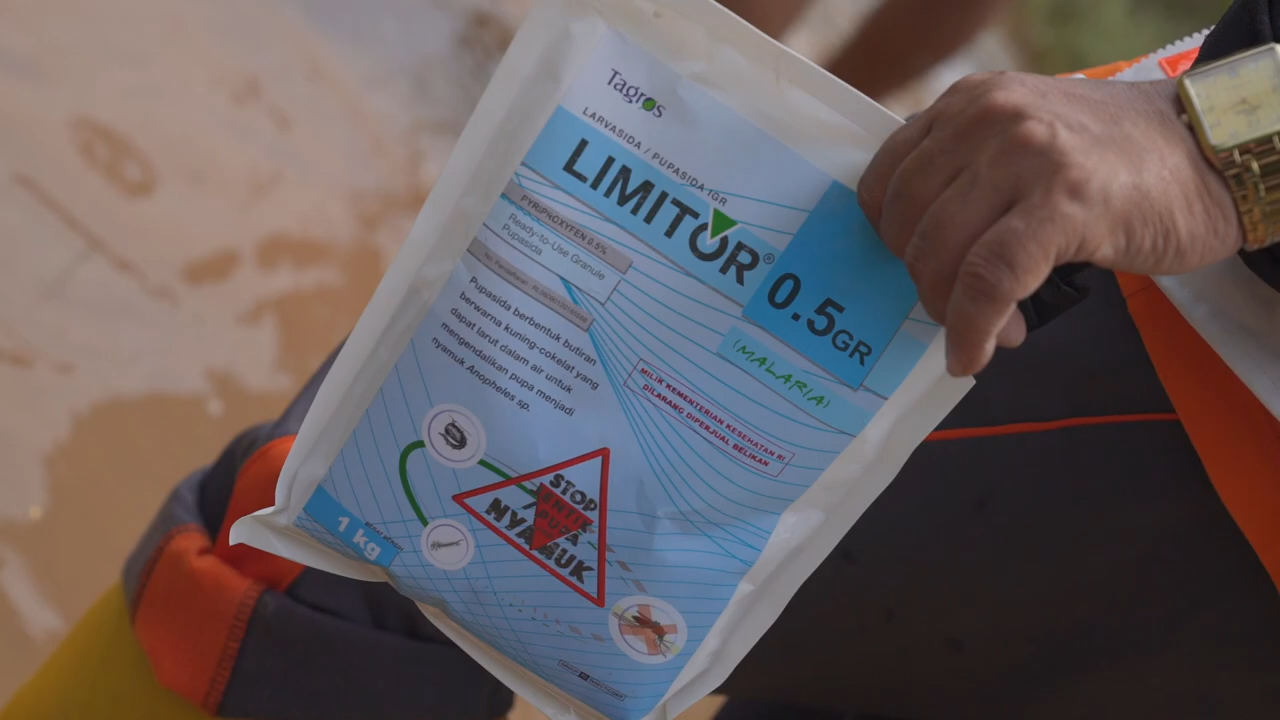 Tagros
LARVASIDA / PUPASIDA IGR
LIMITOR®
0.5GR
PYRIPROXYFEN 0.5%
Ready-to-Use Granule
Pupasida
(MALARIA)
Pupasida berbentuk butiran
berwarna kuning-cokelat yang
dapat larut dalam air untuk
mengendalikan pupa menjadi
nyamuk Anopheles sp.
MILIK KEMENTERIAN KESEHATAN RI
DILARANG DIPERJUAL BELIKAN
STOP
JENTIK
PUPA
NYAMUK
1 kg